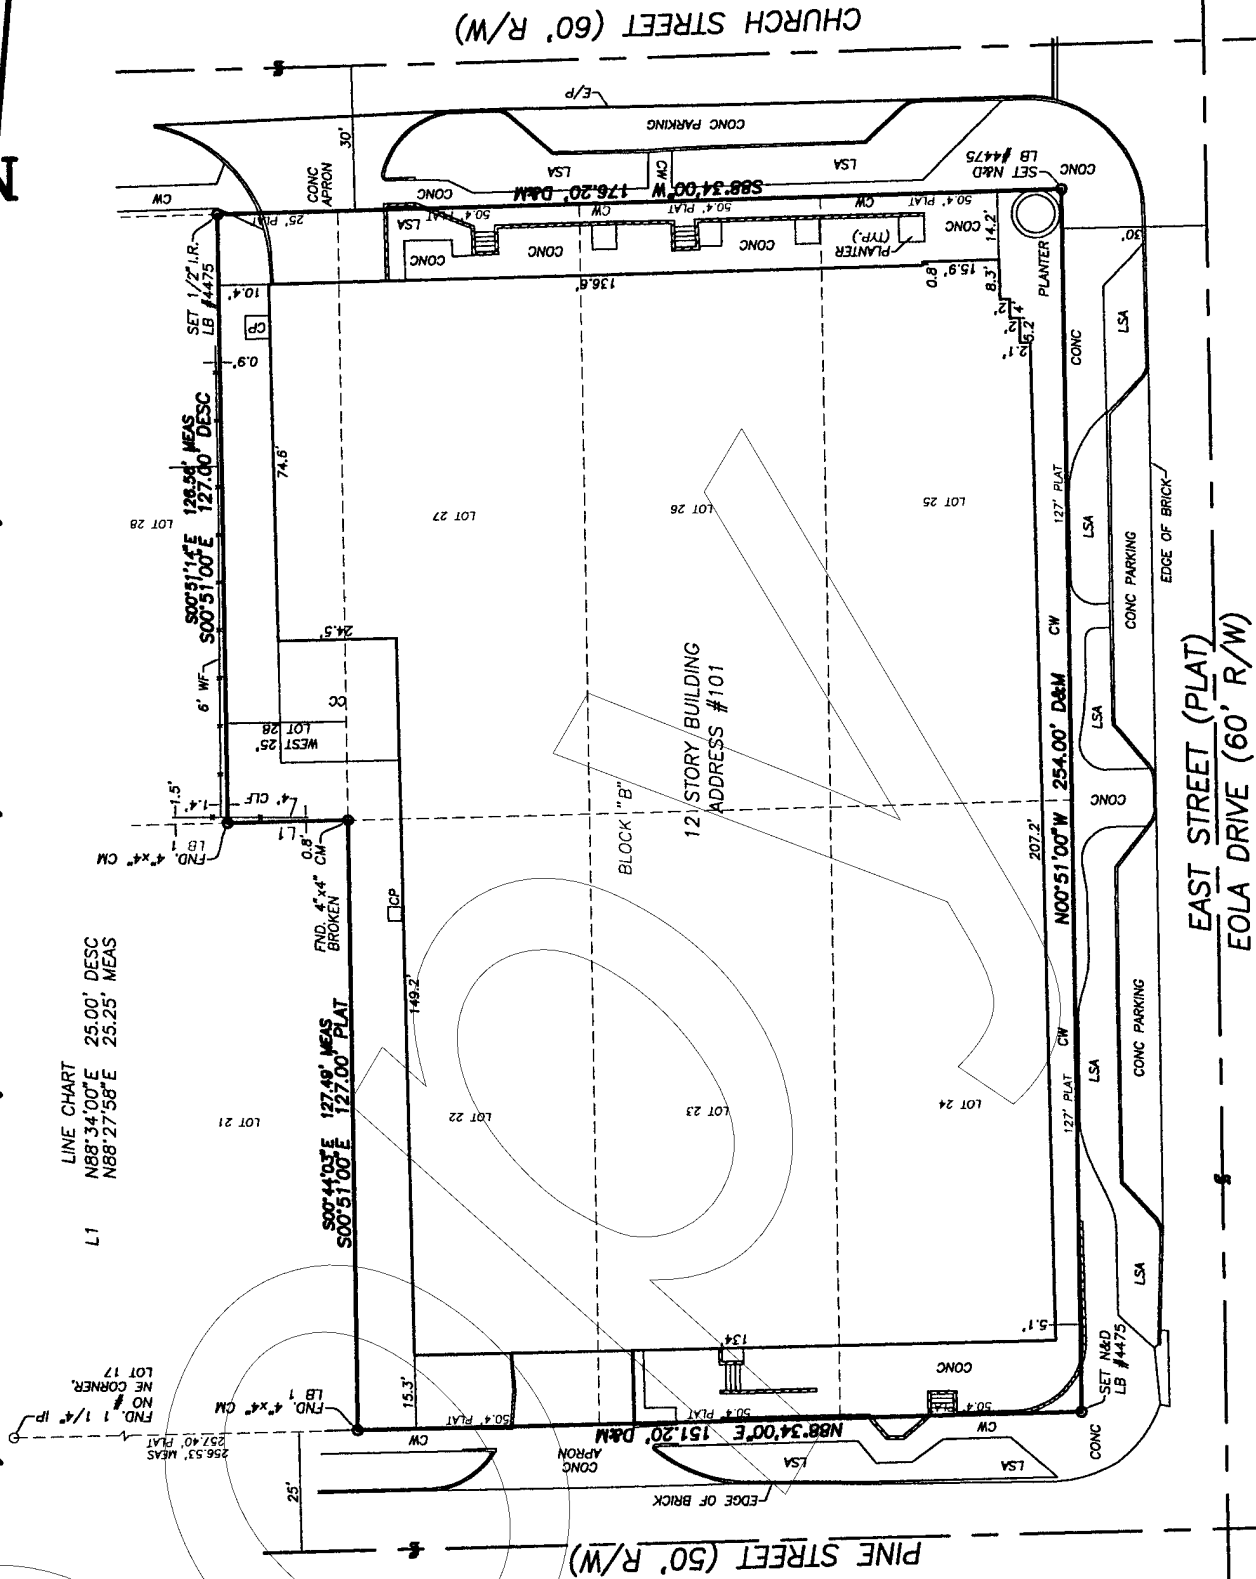 CHURCH STREET (60' R/W)
N
30'
E/P
CONC PARKING
CW
CONC
APRON
CONC
LSA
CW
LSA
SET N&D
LB #4475
CONC
S88°34'00"W 176.20' D&M
25' PLAT
LSA
50.4' PLAT
CW
50.4' PLAT
CW
50.4' PLAT
CONC
CONC
CONC
PLANTER
(TYP.)
CONC
14.2'
PLANTER
30'
SET 1/2" I.R.
LB #4475
10.4'
CP
0.9'
136.6'
0.8'
15.9'
8.3'
.4'
2'
5.2'
2.1'
CONC
LSA
S00°51'14"E 126.56' MEAS
S00°51'00"E 127.00' DESC
74.6'
LOT 28
LOT 27
LOT 26
LOT 25
127' PLAT
LSA
CONC PARKING
EDGE OF BRICK
6' WF
24.5'
CC
WEST 25'
LOT 28
12 STORY BUILDING
ADDRESS #101
BLOCK "B"
CW
LSA
N00°51'00"W 254.00' D&M
CONC
EAST STREET (PLAT)
EOLA DRIVE (60' R/W)
1.5'
1.4'
4' CLF
L1
0.8'
FND. 4"x4" CM
LB 1
FND. 4"x4" CM
BROKEN
CP
207.2'
149.2'
LINE CHART
L1 N88°34'00"E 25.00' DESC
N88°27'58"E 25.25' MEAS
S00°44'03"E 127.49' MEAS
S00°51'00"E 127.00' PLAT
LOT 21
LOT 22
LOT 23
LOT 24
CW
127' PLAT
LSA
CONC PARKING
LSA
FND. 1 1/4" IP
NO #
NE CORNER,
LOT 17
256.53' MEAS
257.40' PLAT
FND. 4"x4" CM
LB 1
15.3'
134'
5.1'
CONC
SET N&D
LB #4475
50.4' PLAT
50.4' PLAT
50.4'
N88°34'00"E 151.20' D&M
CW
CONC
APRON
LSA
LSA
CW
CONC
25'
EDGE OF BRICK
PINE STREET (50' R/W)